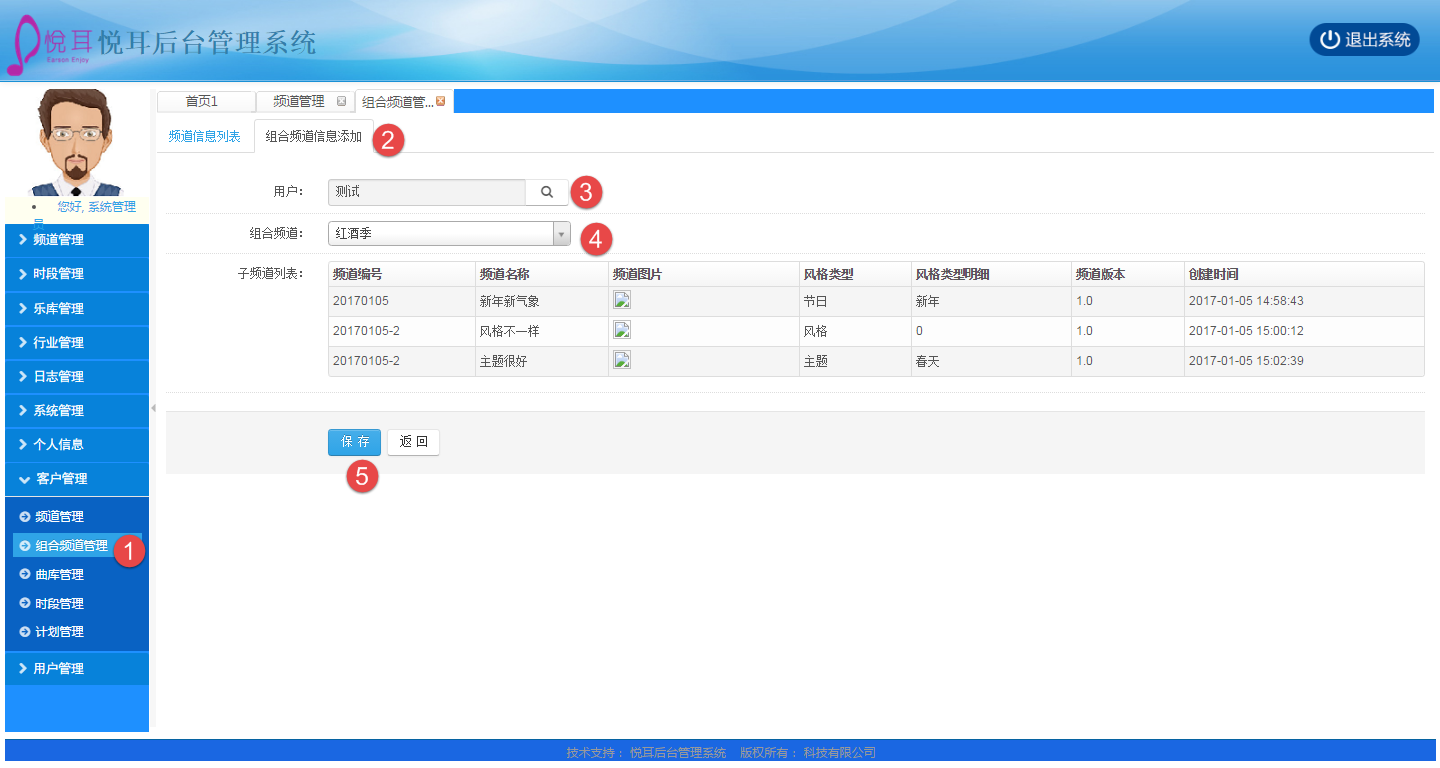 悦耳 悦耳后台管理系统
Earson Enjoy
退出系统
首页1 频道管理 组合频道管...
频道信息列表 组合频道信息添加 2
您好, 系统管理
员
频道管理
时段管理
乐库管理
行业管理
日志管理
系统管理
个人信息
客户管理
频道管理
组合频道管理 1
曲库管理
时段管理
计划管理
用户管理
用户： 测试 3
组合频道： 红酒季 4
子频道列表： 频道编号 频道名称 频道图片 风格类型 风格类型明细 频道版本 创建时间
20170105 新年新气象 节日 新年 1.0 2017-01-05 14:58:43
20170105-2 风格不一样 风格 0 1.0 2017-01-05 15:00:12
20170105-2 主题很好 主题 春天 1.0 2017-01-05 15:02:39
保 存 返 回
5
技术支持： 悦耳后台管理系统 版权所有： 科技有限公司